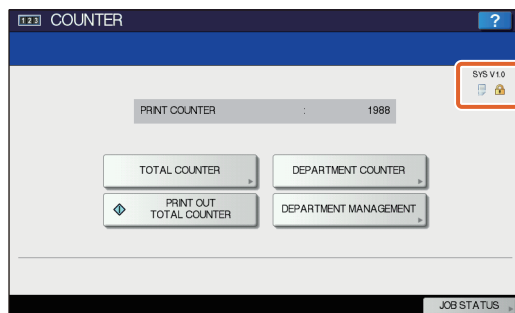 123 COUNTER ?
SYS V1.0
PRINT COUNTER : 1988
TOTAL COUNTER
DEPARTMENT COUNTER
PRINT OUT
TOTAL COUNTER
DEPARTMENT MANAGEMENT
JOB STATUS